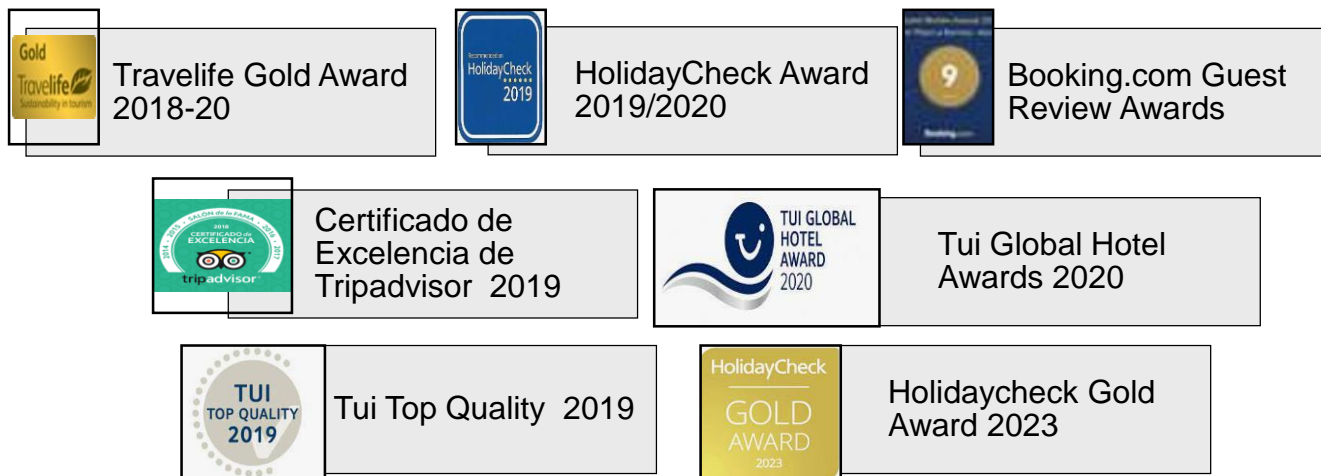 Gold
Travelife
Sustainability in tourism
Travelife Gold Award
2018-20
HolidayCheck
2019
HolidayCheck Award
2019/2020
9
Booking.com
Booking.com Guest
Review Awards
2014 · 2015 · SALÓN de la FAMA · 2016 · 2017
2018
CERTIFICADO de
EXCELENCIA
tripadvisor
Certificado de
Excelencia de
Tripadvisor 2019
TUI GLOBAL
HOTEL
AWARD
2020
Tui Global Hotel
Awards 2020
TUI
TOP QUALITY
2019
Tui Top Quality 2019
HolidayCheck
GOLD
AWARD
2023
Holidaycheck Gold
Award 2023